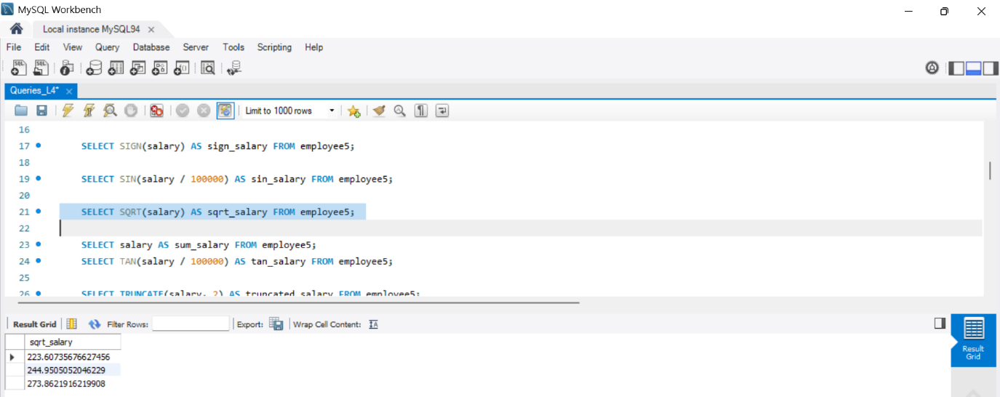 MySQL Workbench
Local instance MySQL94
File Edit View Query Database Server Tools Scripting Help
Queries_L4*
Limit to 1000 rows
16
17 SELECT SIGN(salary) AS sign_salary FROM employee5;
18
19 SELECT SIN(salary / 100000) AS sin_salary FROM employee5;
20
21 SELECT SQRT(salary) AS sqrt_salary FROM employee5;
22
23 SELECT salary AS sum_salary FROM employee5;
24 SELECT TAN(salary / 100000) AS tan_salary FROM employee5;
25
26 SELECT TRUNCATE(salary, 2) AS truncated_salary FROM employee5;
Result Grid Filter Rows: Export: Wrap Cell Content:
sqrt_salary
223.60735676627456
244.9505052046229
273.8621916219908
Result
Grid